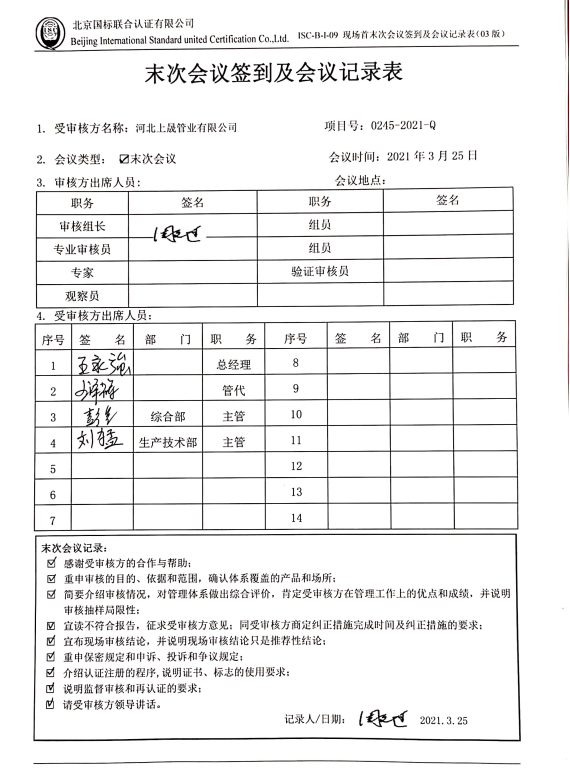 ISC
北京国标联合认证有限公司
Beijing International Standard united Certification Co.,Ltd. ISC-B-I-09 现场首末次会议签到及会议记录表(03 版)
末次会议签到及会议记录表
1. 受审核方名称：河北上晟管业有限公司 项目号：0245-2021-Q
2. 会议类型： ☑末次会议 会议时间：2021 年 3 月 25 日
3. 审核方出席人员: 会议地点：
职务 签名 职务 签名
审核组长 组员
专业审核员 组员
专家 验证审核员
观察员
4. 受审核方出席人员：
序号 签 名 部 门 职 务 序号 签 名 部 门 职 务
1 王永强 总经理 8
2 管代 9
3 综合部 主管 10
4 刘猛 生产技术部 主管 11
5 12
6 13
7 14
末次会议记录：
☑ 感谢受审核方的合作与帮助；
☑ 重申审核的目的、依据和范围，确认体系覆盖的产品和场所；
☑ 简要介绍审核情况，对管理体系做出综合评价，肯定受审核方在管理工作上的优点和成绩，并说明
审核抽样局限性；
☑ 宣读不符合报告，征求受审核方意见；同受审核方商定纠正措施完成时间及纠正措施的要求；
☑ 宣布现场审核结论，并说明现场审核结论只是推荐性结论；
☑ 重申保密规定和申诉、投诉和争议规定；
☑ 介绍认证注册的程序,说明证书、标志的使用要求；
☑ 说明监督审核和再认证的要求；
☑ 请受审核方领导讲话。
记录人/日期： 2021.3.25